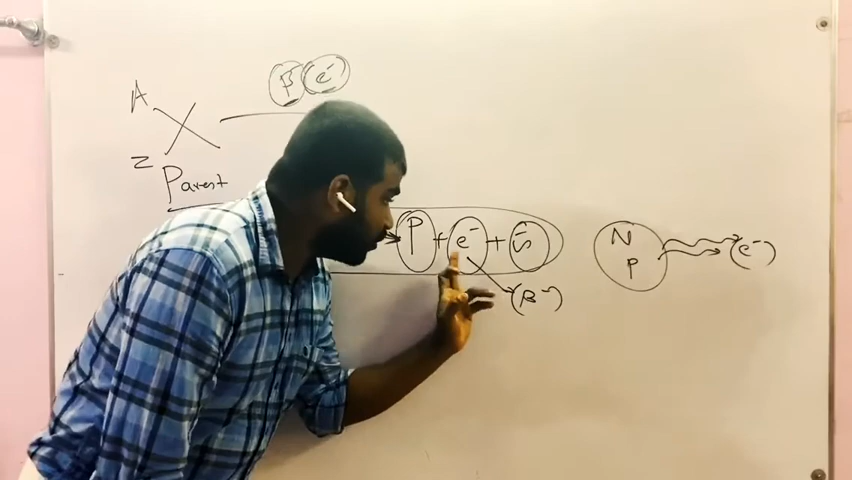 β e⁻
A
X
Z
Parent
P + e⁻ + ν̅
N
P
(e⁻)
(β⁻)